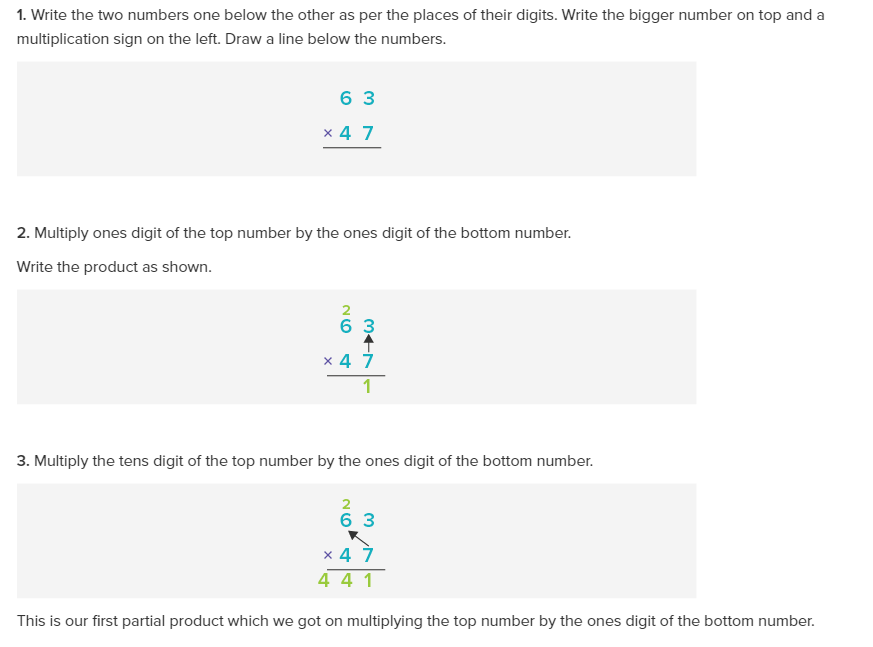 1. Write the two numbers one below the other as per the places of their digits. Write the bigger number on top and a
multiplication sign on the left. Draw a line below the numbers.
6 3
× 4 7
2. Multiply ones digit of the top number by the ones digit of the bottom number.
Write the product as shown.
2
6 3
× 4 7
1
3. Multiply the tens digit of the top number by the ones digit of the bottom number.
2
6 3
× 4 7
4 4 1
This is our first partial product which we got on multiplying the top number by the ones digit of the bottom number.